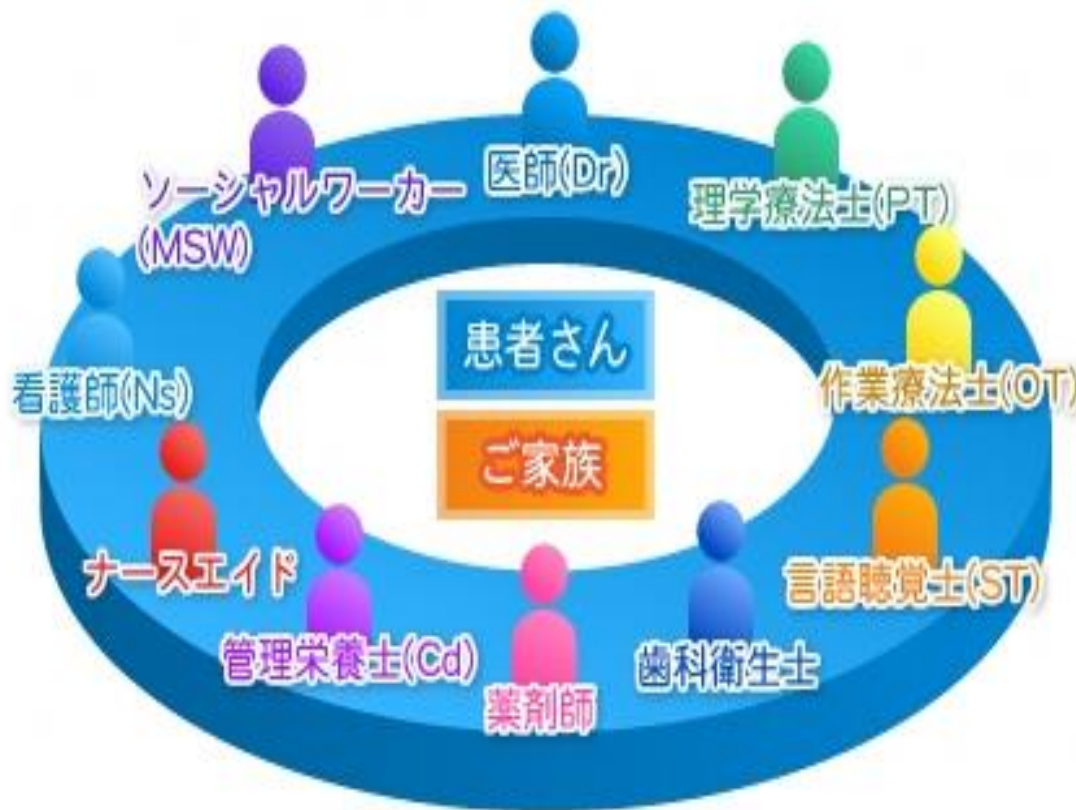 ソーシャルワーカー
(MSW)
医師(Dr)
理学療法士(PT)
患者さん
看護師(Ns)
作業療法士(OT)
ご家族
ナースエイド
言語聴覚士(ST)
管理栄養士(Cd)
歯科衛生士
薬剤師